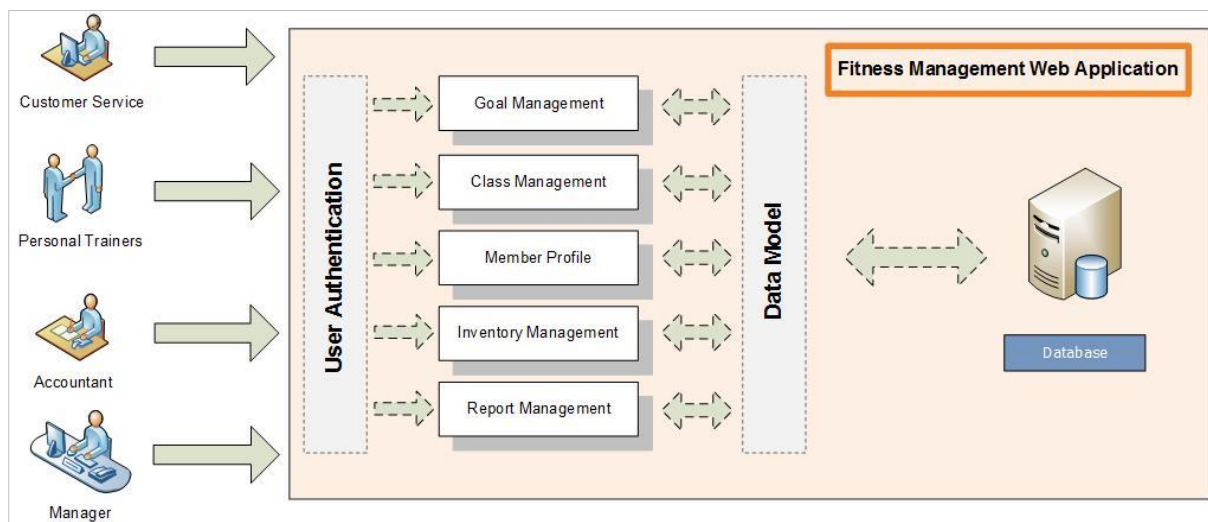 Customer Service
Personal Trainers
Accountant
Manager
User Authentication
Goal Management
Class Management
Member Profile
Inventory Management
Report Management
Data Model
Fitness Management Web Application
Database